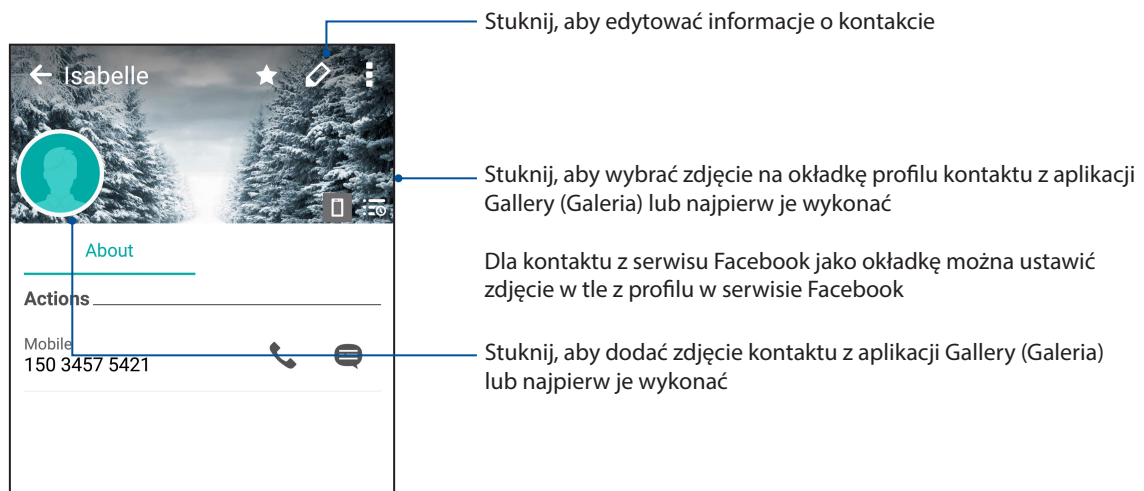 Stuknij, aby edytować informacje o kontakcie
Isabelle
Stuknij, aby wybrać zdjęcie na okładkę profilu kontaktu z aplikacji
Gallery (Galeria) lub najpierw je wykonać
Dla kontaktu z serwisu Facebook jako okładkę można ustawić
zdjęcie w tle z profilu w serwisie Facebook
About
Actions
Mobile
150 3457 5421
Stuknij, aby dodać zdjęcie kontaktu z aplikacji Gallery (Galeria)
lub najpierw je wykonać